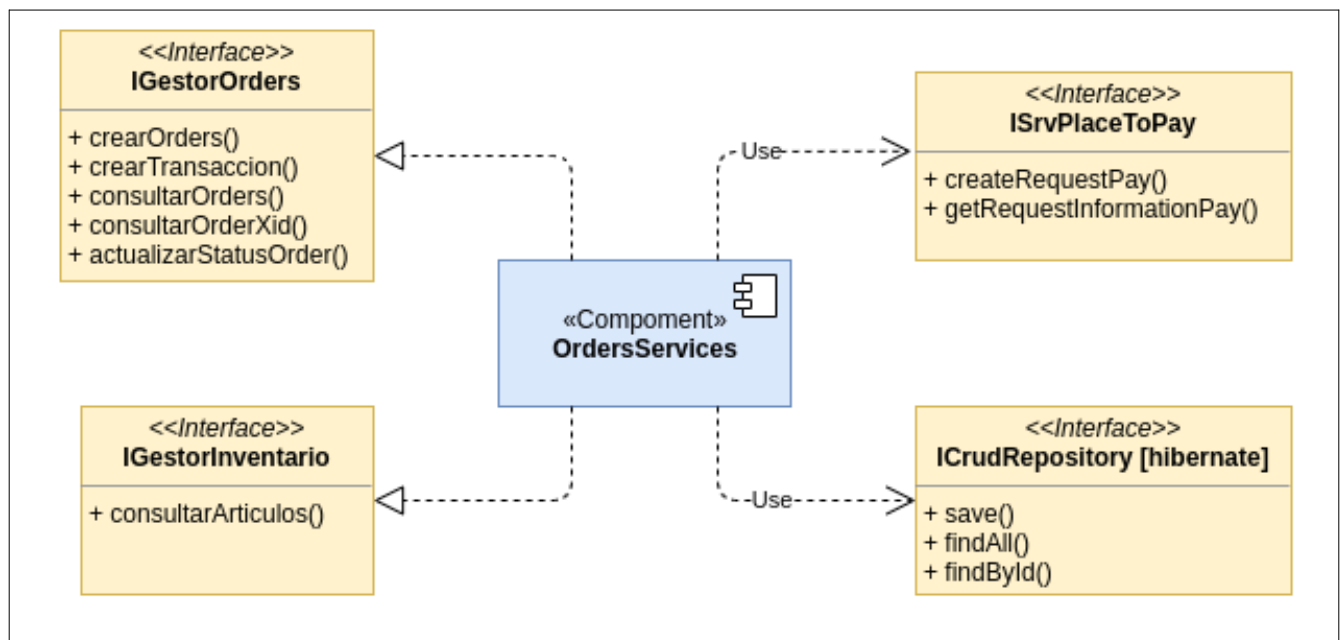 <<Interface>>
IGestorOrders
+ crearOrders()
+ crearTransaccion()
+ consultarOrders()
+ consultarOrderXid()
+ actualizarStatusOrder()
<<Interface>>
ISrvPlaceToPay
+ createRequestPay()
+ getRequestInformationPay()
Use
«Compoment»
OrdersServices
<<Interface>>
IGestorInventario
+ consultarArticulos()
Use
<<Interface>>
ICrudRepository [hibernate]
+ save()
+ findAll()
+ findById()